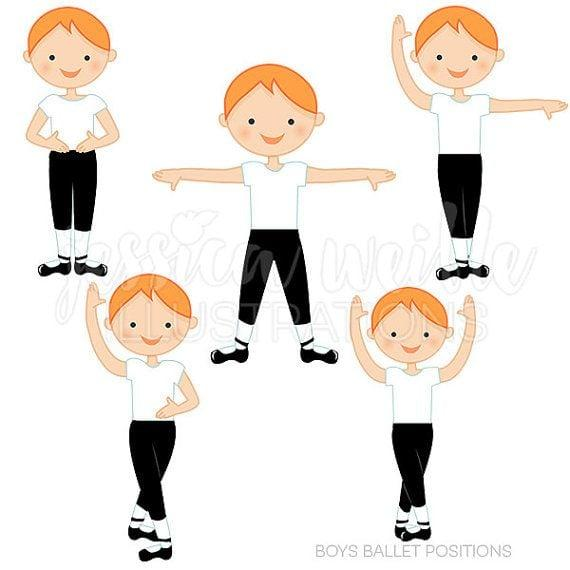 jessica weible
ILLUSTRATIONS
BOYS BALLET POSITIONS